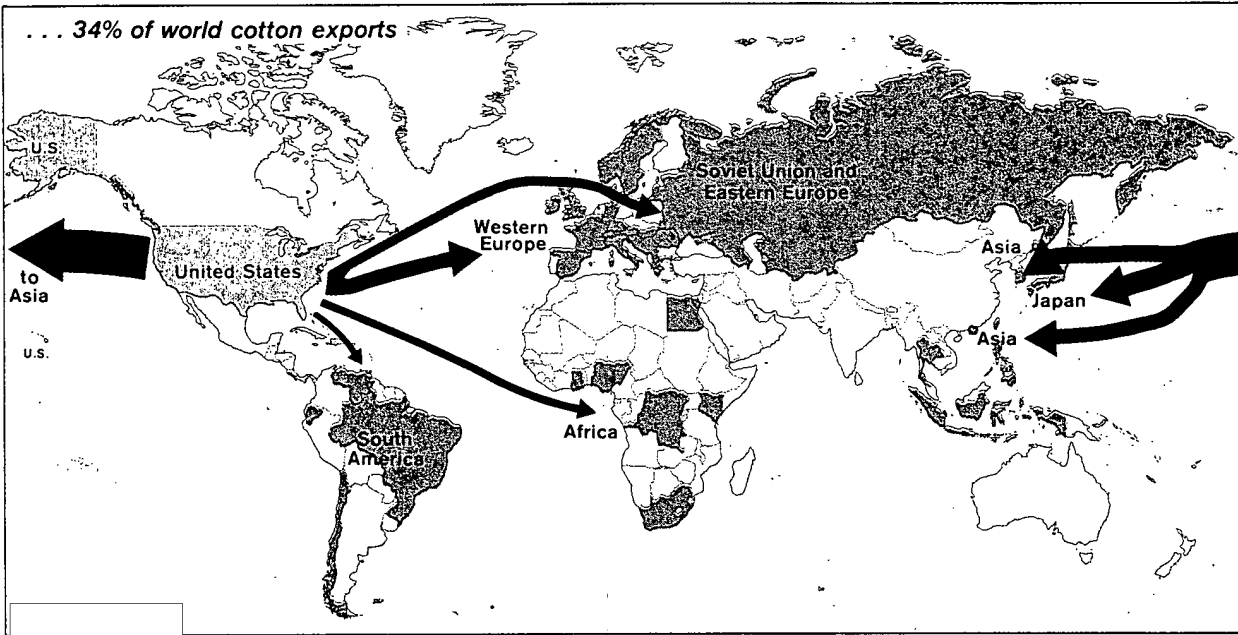 . . . 34% of world cotton exports
U.S.
Soviet Union and
Eastern Europe
Western
Europe
Asia
United States
to
Asia
Japan
Asia
U.S.
Africa
South
America